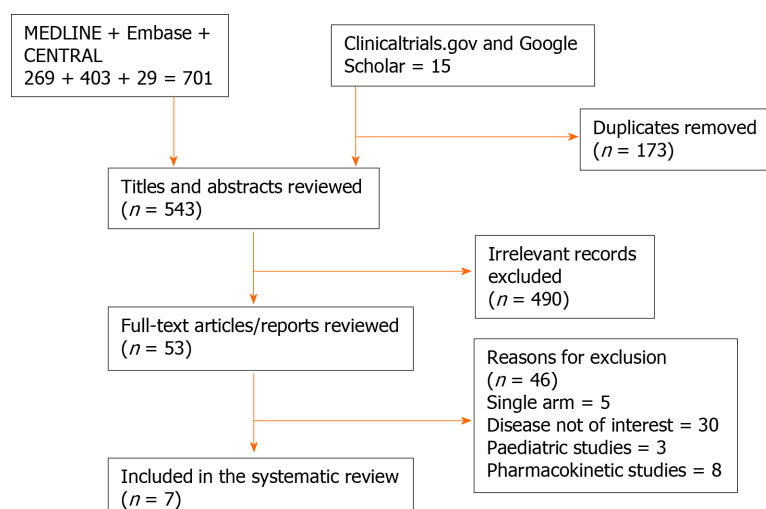 MEDLINE + Embase +
CENTRAL
269 + 403 + 29 = 701
Clinicaltrials.gov and Google
Scholar = 15
Duplicates removed
(n = 173)
Titles and abstracts reviewed
(n = 543)
Irrelevant records
excluded
(n = 490)
Full-text articles/reports reviewed
(n = 53)
Reasons for exclusion
(n = 46)
Single arm = 5
Disease not of interest = 30
Paediatric studies = 3
Pharmacokinetic studies = 8
Included in the systematic review
(n = 7)